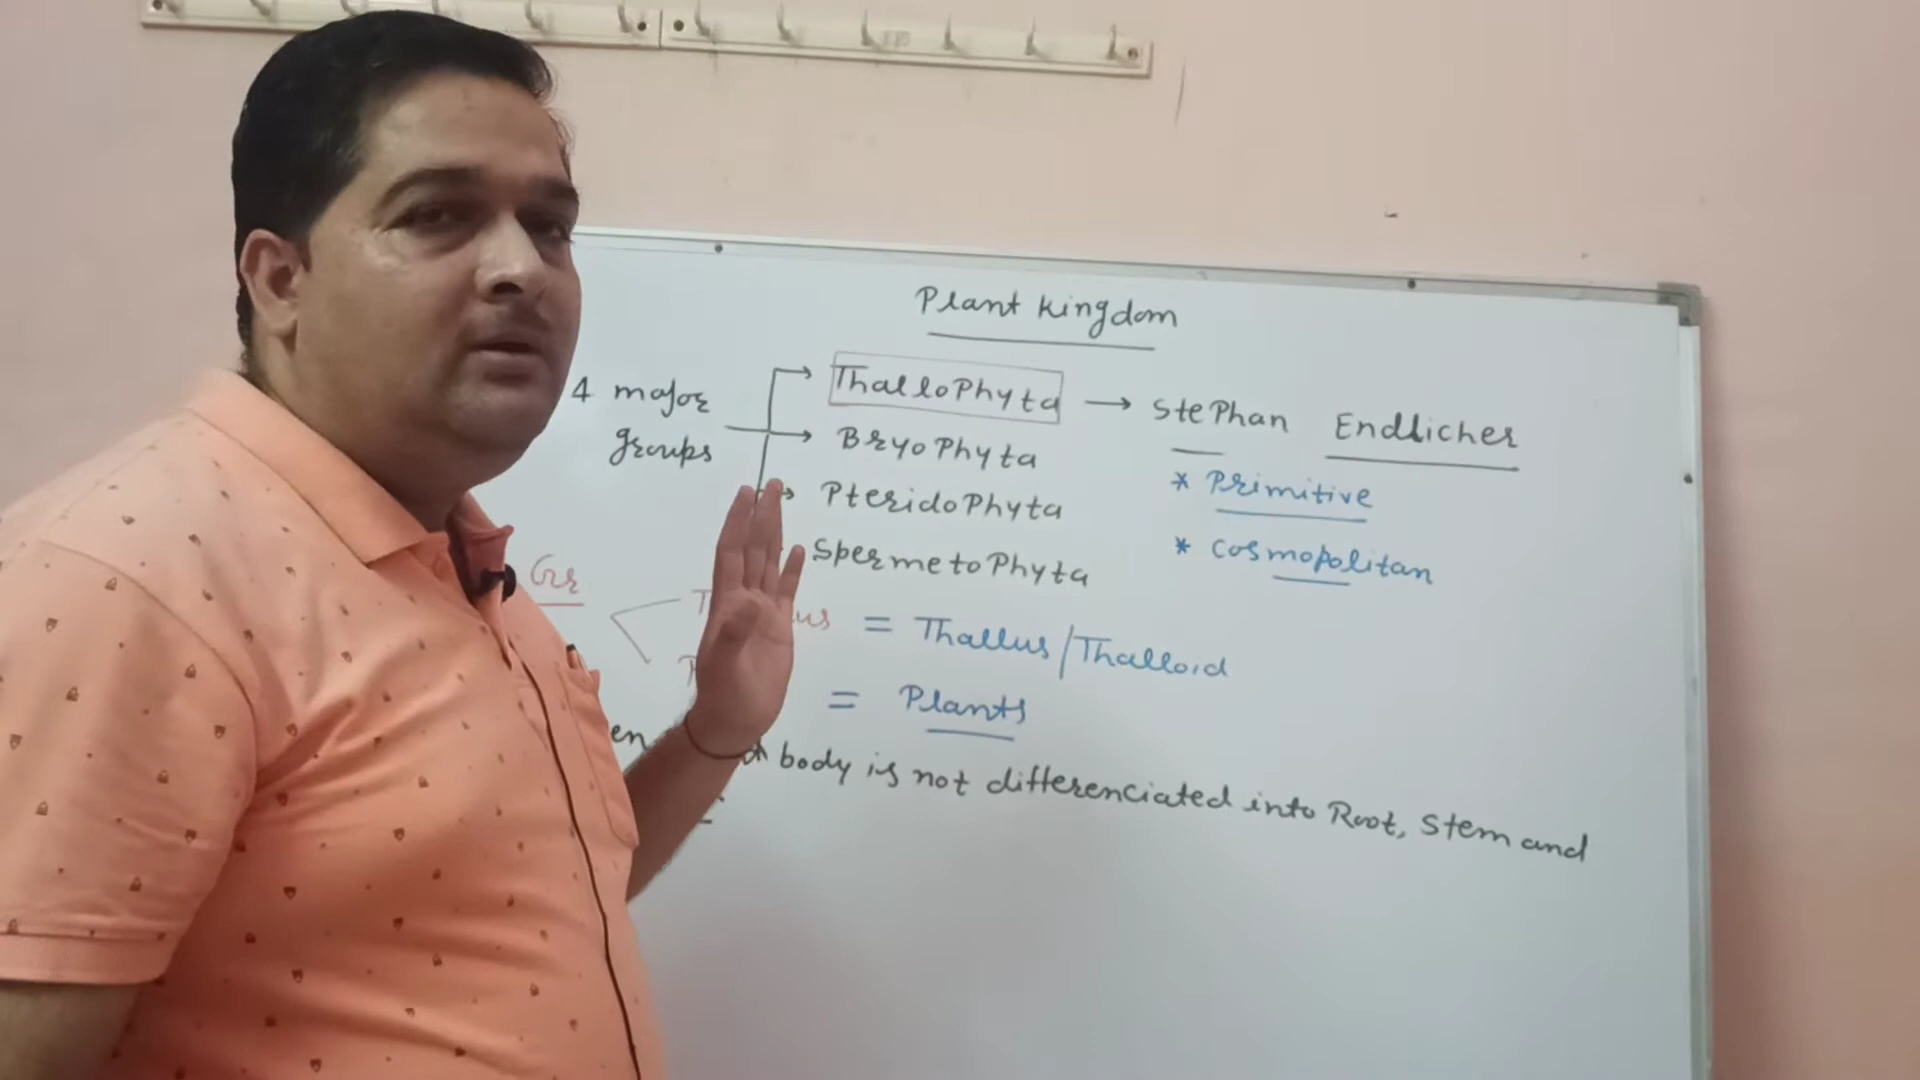 Plant Kingdom
4 major groups
ThalloPhyta → StePhan Endlicher
BryoPhyta
PteridoPhyta
SpermetoPhyta
* Primitive
* Cosmopolitan
Gr
= Thallus/Thalloid
= Plants
body is not differenciated into Root, Stem and